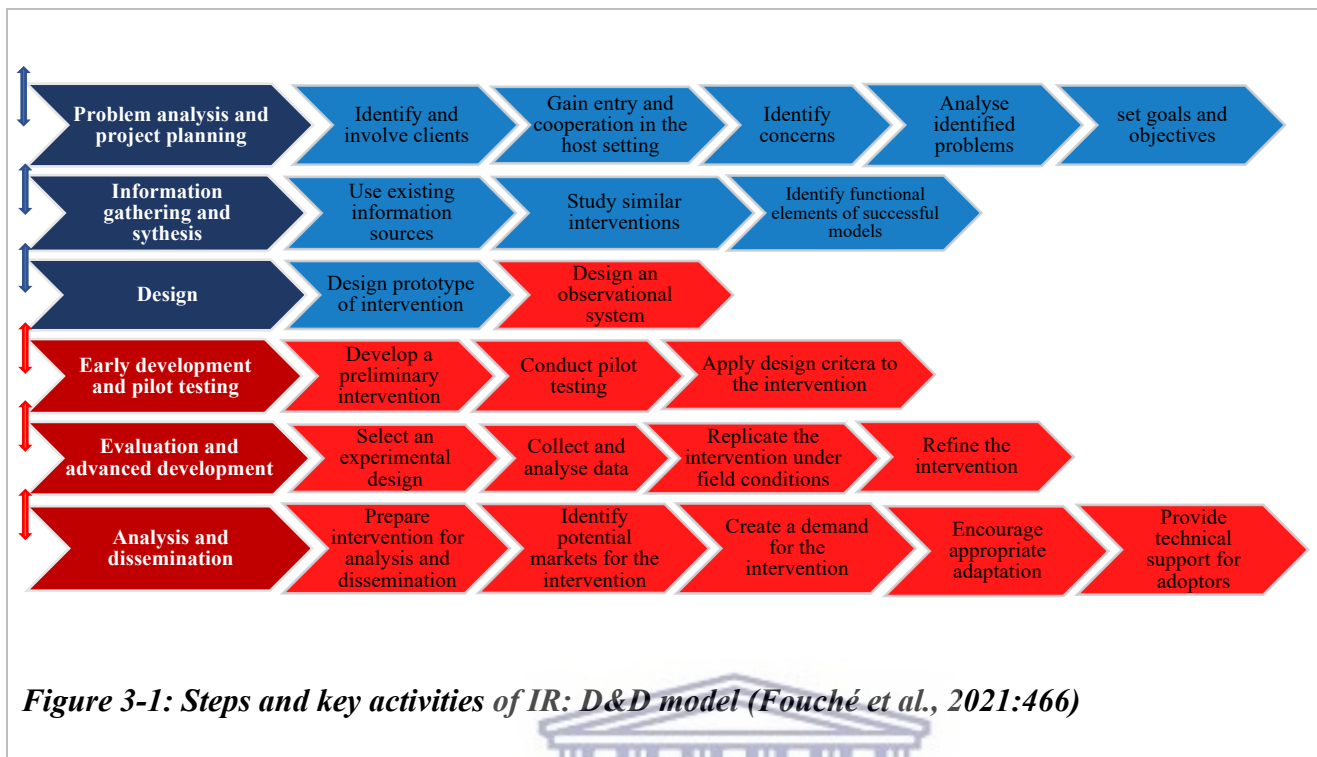 Problem analysis and
project planning
Identify and
involve clients
Gain entry and
cooperation in the
host setting
Identify
concerns
Analyse
identified
problems
set goals and
objectives
Information
gathering and
sythesis
Use existing
information
sources
Study similar
interventions
Identify functional
elements of successful
models
Design
Design prototype
of intervention
Design an
observational
system
Early development
and pilot testing
Develop a
preliminary
intervention
Conduct pilot
testing
Apply design critera to
the intervention
Evaluation and
advanced development
Select an
experimental
design
Collect and
analyse data
Replicate the
intervention under
field conditions
Refine the
intervention
Analysis and
dissemination
Prepare
intervention for
analysis and
dissemination
Identify
potential
markets for the
intervention
Create a demand
for the
intervention
Encourage
appropriate
adaptation
Provide
technical
support for
adoptors
Figure 3-1: Steps and key activities of IR: D&D model (Fouché et al., 2021:466)